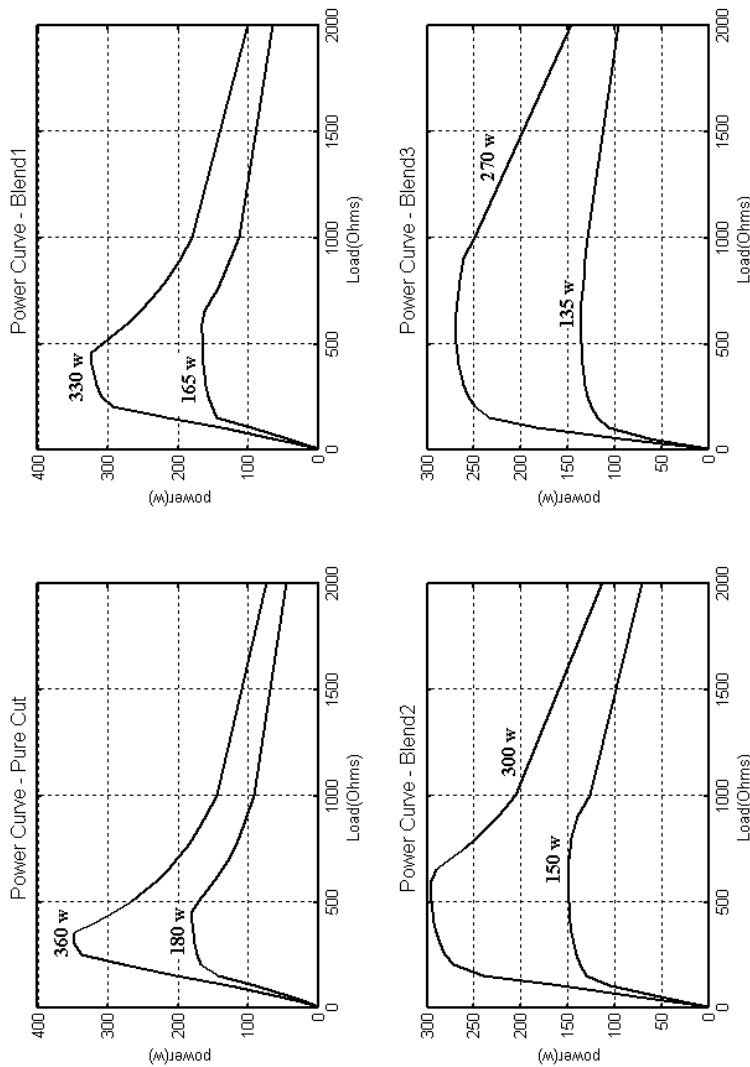 Power Curve - Pure Cut
400
300
200
100
0
power(w)
360 w
180 w
0
500
1000
1500
2000
Load(Ohms)
Power Curve - Blend1
400
300
200
100
0
power(w)
330 w
165 w
0
500
1000
1500
2000
Load(Ohms)
Power Curve - Blend2
300
250
200
150
100
50
0
power(w)
300 w
150 w
0
500
1000
1500
2000
Load(Ohms)
Power Curve - Blend3
300
250
200
150
100
50
0
power(w)
270 w
135 w
0
500
1000
1500
2000
Load(Ohms)